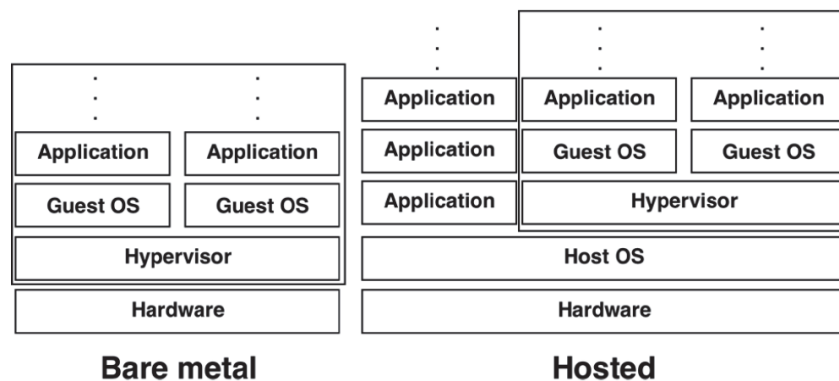 Application Application Application
Application Application Application Guest OS Guest OS
Guest OS Guest OS Application Hypervisor
Hypervisor Host OS
Hardware Hardware
Bare metal Hosted